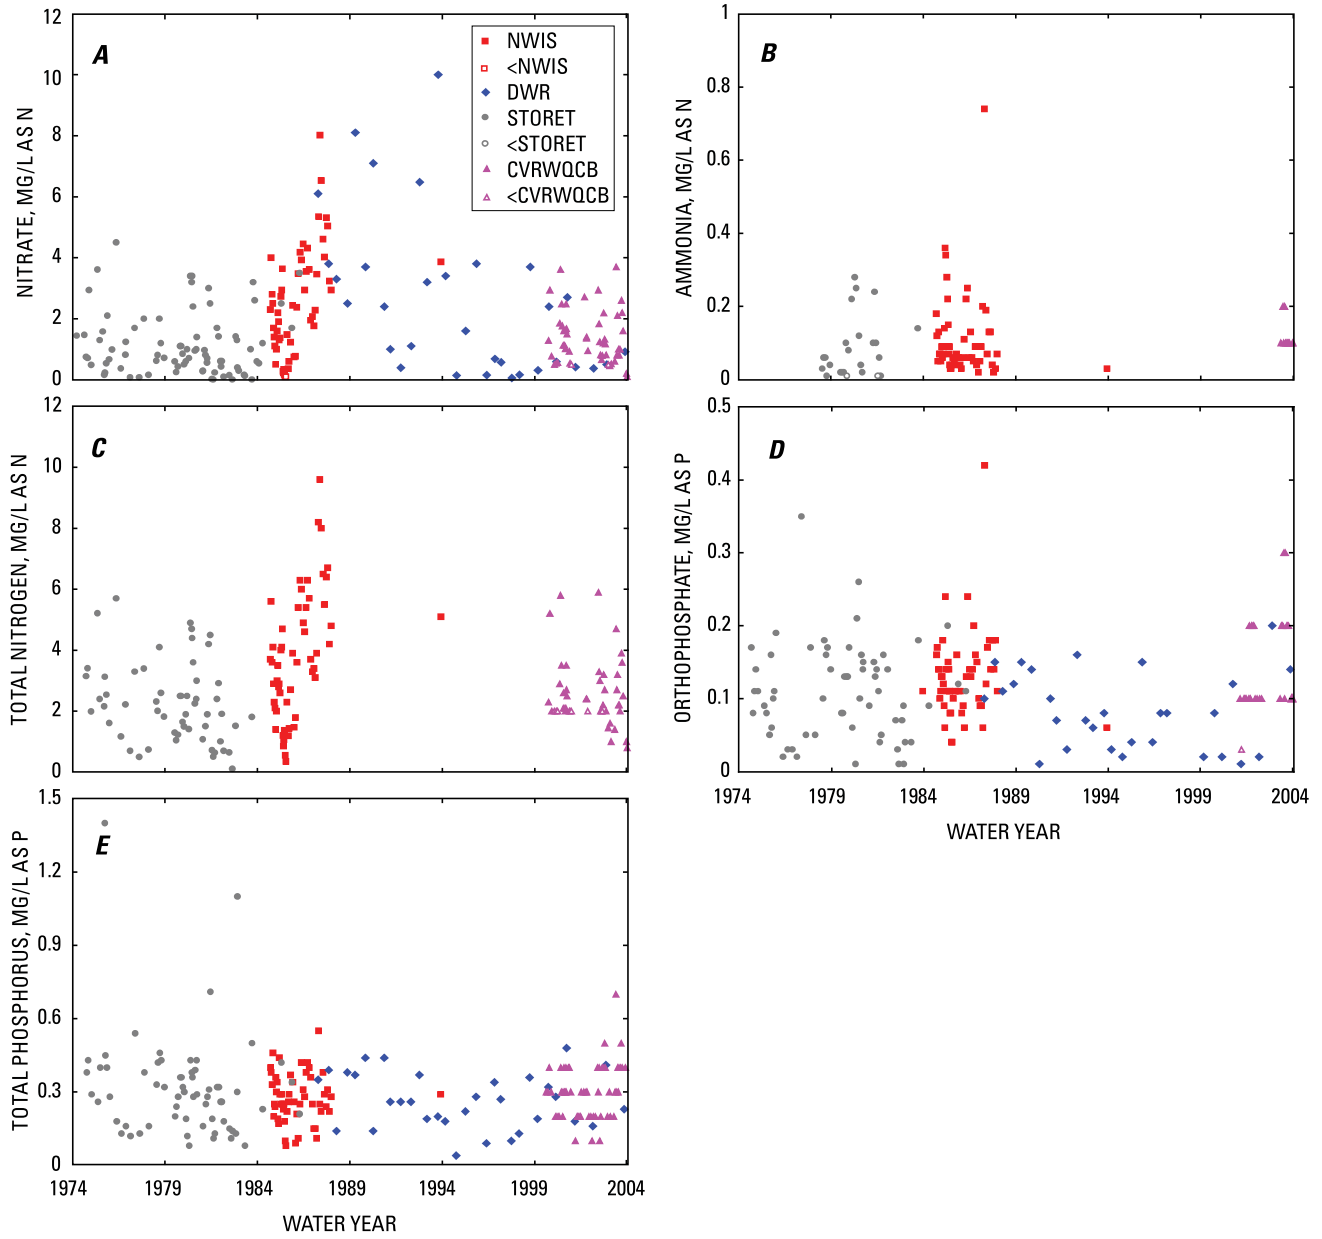 A
NITRATE, MG/L AS N
12
10
8
6
4
2
0
NWIS
<NWIS
DWR
STORET
<STORET
CVRWQCB
<CVRWQCB
B
AMMONIA, MG/L AS N
1
0.8
0.6
0.4
0.2
0
C
TOTAL NITROGEN, MG/L AS N
12
10
8
6
4
2
0
D
ORTHOPHOSPHATE, MG/L AS P
0.5
0.4
0.3
0.2
0.1
0
1974 1979 1984 1989 1994 1999 2004
WATER YEAR
E
TOTAL PHOSPHORUS, MG/L AS P
1.5
1.2
0.9
0.6
0.3
0
1974 1979 1984 1989 1994 1999 2004
WATER YEAR